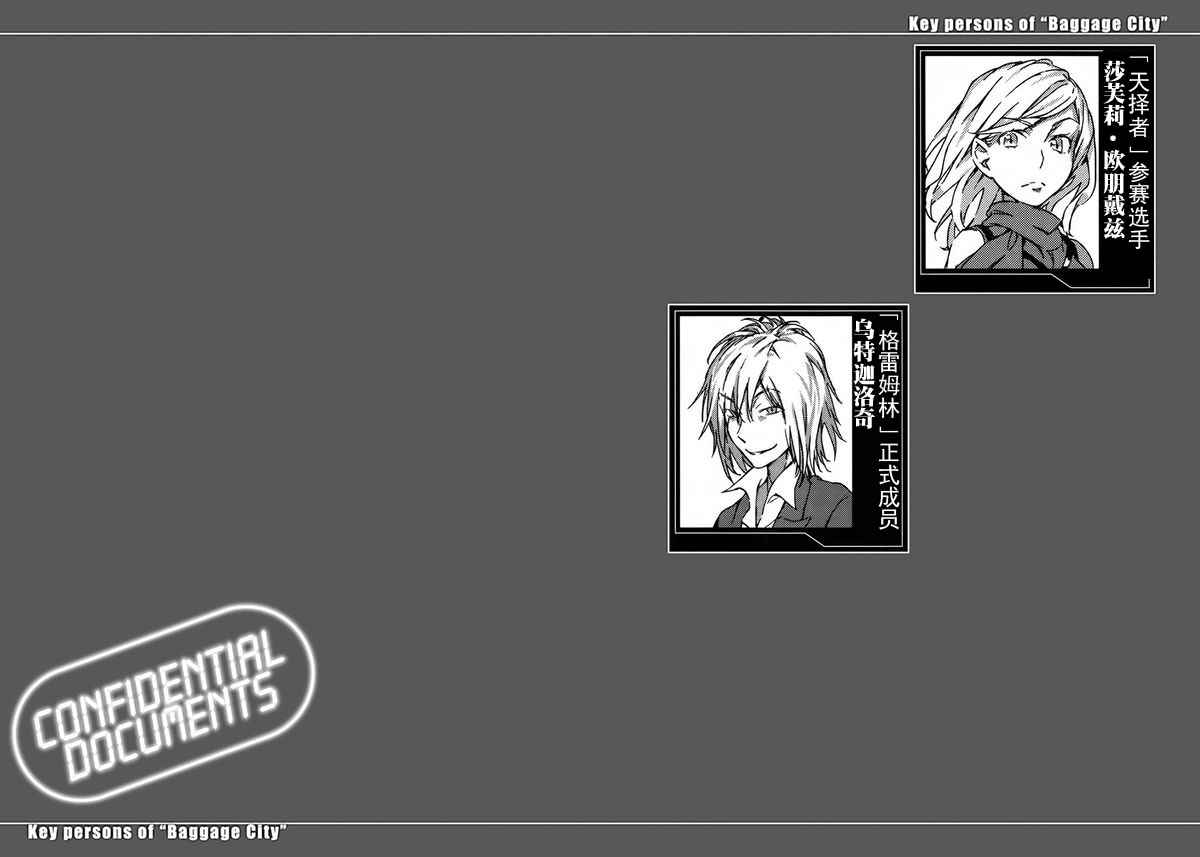 Key persons of “Baggage City”
「天择者」参赛选手
莎芙莉·欧朋戴兹
「格雷姆林」正式成员
乌特迦洛奇
CONFIDENTIAL
DOCUMENTS
Key persons of “Baggage City”